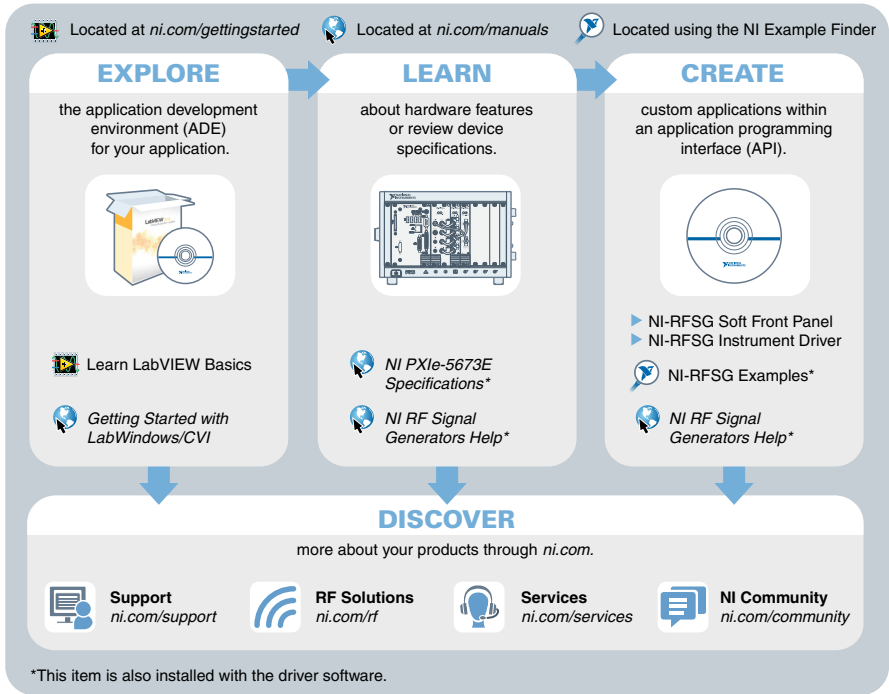 Located at ni.com/gettingstarted
Located at ni.com/manuals
Located using the NI Example Finder
EXPLORE
the application development
environment (ADE)
for your application.
LabVIEW
Learn LabVIEW Basics
Getting Started with
LabWindows/CVI
LEARN
about hardware features
or review device
specifications.
NI PXIe-5673E
Specifications*
NI RF Signal
Generators Help*
CREATE
custom applications within
an application programming
interface (API).
NI-RFSG Soft Front Panel
NI-RFSG Instrument Driver
NI-RFSG Examples*
NI RF Signal
Generators Help*
DISCOVER
more about your products through ni.com.
Support
ni.com/support
RF Solutions
ni.com/rf
Services
ni.com/services
NI Community
ni.com/community
*This item is also installed with the driver software.